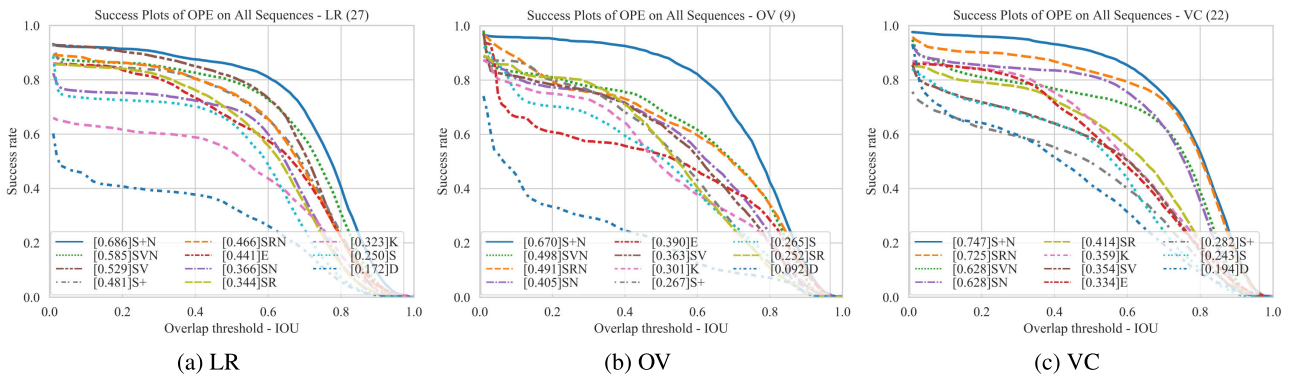 Success Plots of OPE on All Sequences - LR (27)
Success rate
1.0
0.8
0.6
0.4
0.2
0.0
[0.686]S+N
[0.585]SVN
[0.529]SV
[0.481]S+
[0.466]SRN
[0.441]E
[0.366]SN
[0.344]SR
[0.323]K
[0.250]S
[0.172]D
0.0 0.2 0.4 0.6 0.8 1.0
Overlap threshold - IOU
(a) LR
Success Plots of OPE on All Sequences - OV (9)
Success rate
1.0
0.8
0.6
0.4
0.2
0.0
[0.670]S+N
[0.498]SVN
[0.491]SRN
[0.405]SN
[0.390]E
[0.363]SV
[0.301]K
[0.267]S+
[0.265]S
[0.252]SR
[0.092]D
0.0 0.2 0.4 0.6 0.8 1.0
Overlap threshold - IOU
(b) OV
Success Plots of OPE on All Sequences - VC (22)
Success rate
1.0
0.8
0.6
0.4
0.2
0.0
[0.747]S+N
[0.725]SRN
[0.628]SVN
[0.628]SN
[0.414]SR
[0.359]K
[0.354]SV
[0.334]E
[0.282]S+
[0.243]S
[0.194]D
0.0 0.2 0.4 0.6 0.8 1.0
Overlap threshold - IOU
(c) VC